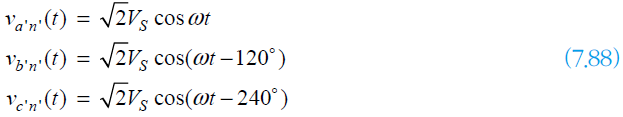 v_{a'n'}(t) = √2V_S cos ωt
v_{b'n'}(t) = √2V_S cos(ωt − 120°)
(7.88)
v_{c'n'}(t) = √2V_S cos(ωt − 240°)